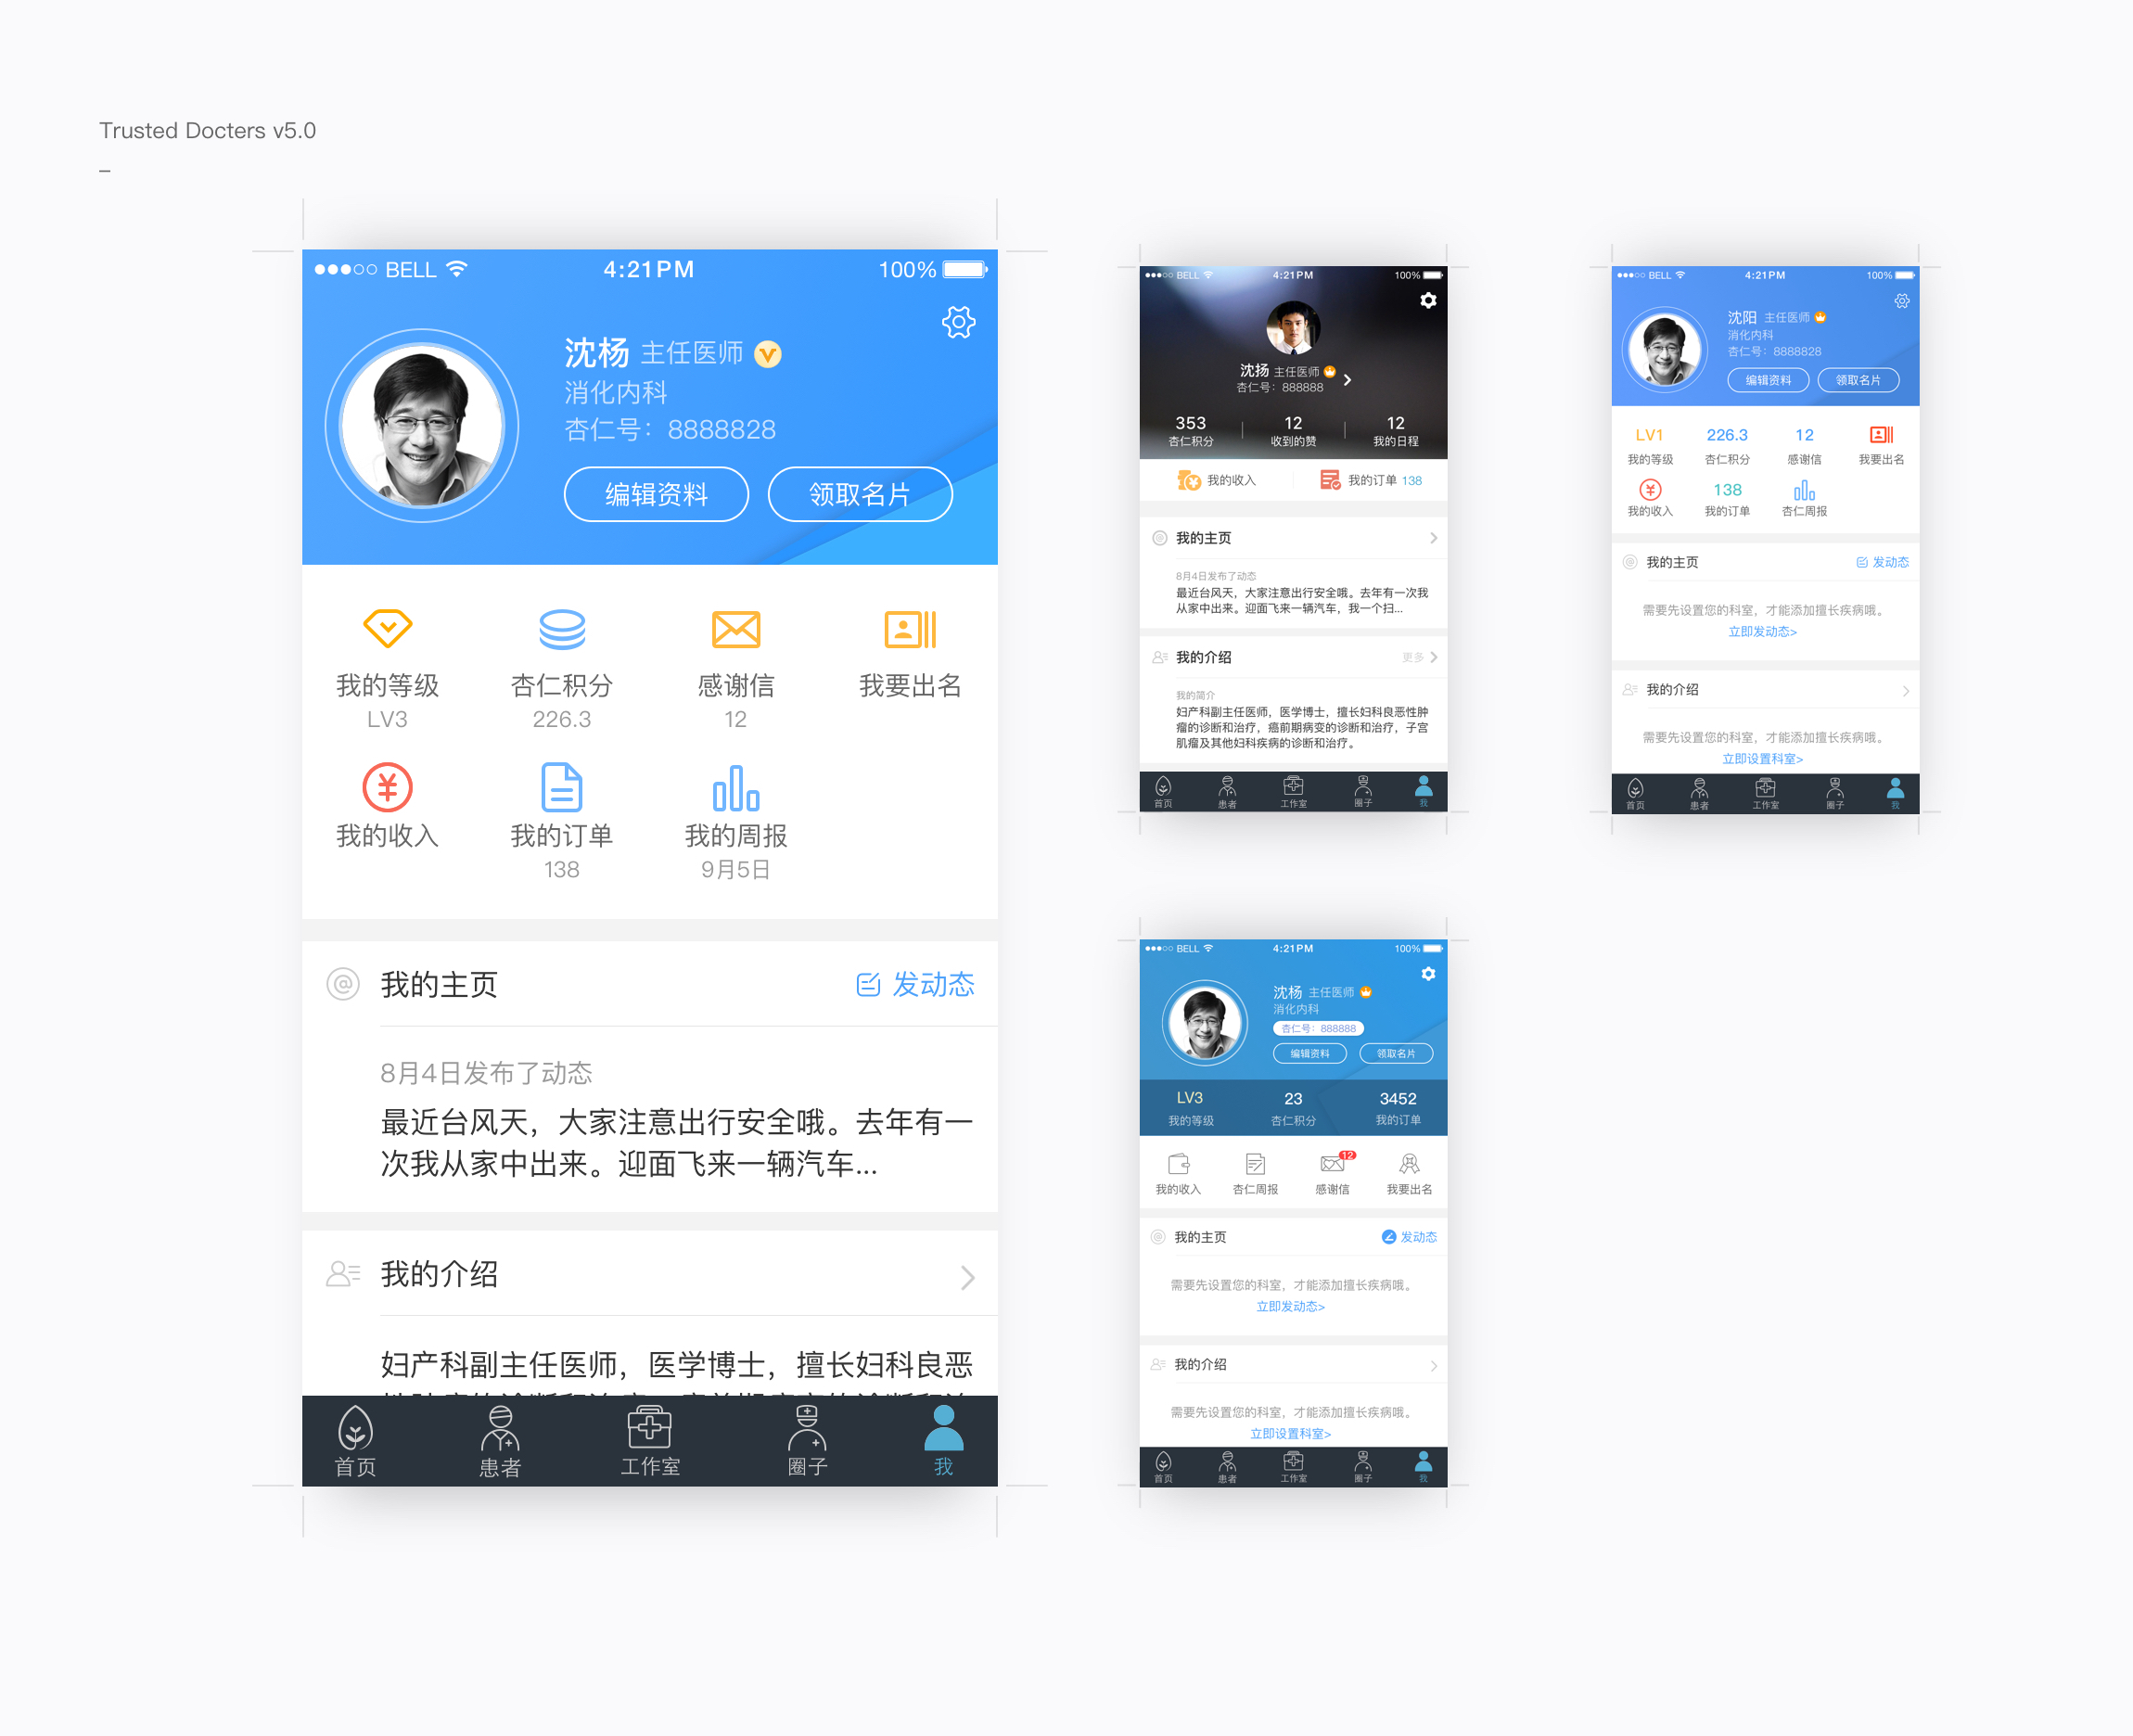 Trusted Docters v5.0
–
BELL 4:21PM 100%
沈杨 主任医师
消化内科
杏仁号：8888828
编辑资料 领取名片
我的等级 杏仁积分 感谢信 我要出名
LV3 226.3 12
我的收入 我的订单 我的周报
138 9月5日
我的主页 发动态
8月4日发布了动态
最近台风天，大家注意出行安全哦。去年有一
次我从家中出来。迎面飞来一辆汽车...
我的介绍
妇产科副主任医师，医学博士，擅长妇科良恶
首页 患者 工作室 圈子 我
BELL 4:21PM 100%
沈扬 主任医师
杏仁号：888888
353 12 12
杏仁积分 收到的赞 我的日程
我的收入 我的订单 138
我的主页
8月4日发布了动态
最近台风天，大家注意出行安全哦。去年有一次我
从家中出来。迎面飞来一辆汽车，我一个扫...
我的介绍 更多
我的简介
妇产科副主任医师，医学博士，擅长妇科良恶性肿
瘤的诊断和治疗，癌前期病变的诊断和治疗，子宫
肌瘤及其他妇科疾病的诊断和治疗。
首页 患者 工作室 圈子 我
BELL 4:21PM 100%
沈阳 主任医师
消化内科
杏仁号：8888828
编辑资料 领取名片
LV1 226.3 12
我的等级 杏仁积分 感谢信 我要出名
138
我的收入 我的订单 杏仁周报
我的主页 发动态
需要先设置您的科室，才能添加擅长疾病哦。
立即发动态>
我的介绍
需要先设置您的科室，才能添加擅长疾病哦。
立即设置科室>
首页 患者 工作室 圈子 我
BELL 4:21PM 100%
沈杨 主任医师
消化内科
杏仁号：888888
编辑资料 领取名片
LV3 23 3452
我的等级 杏仁积分 我的订单
12
我的收入 杏仁周报 感谢信 我要出名
我的主页 发动态
需要先设置您的科室，才能添加擅长疾病哦。
立即发动态>
我的介绍
需要先设置您的科室，才能添加擅长疾病哦。
立即设置科室>
首页 患者 工作室 圈子 我